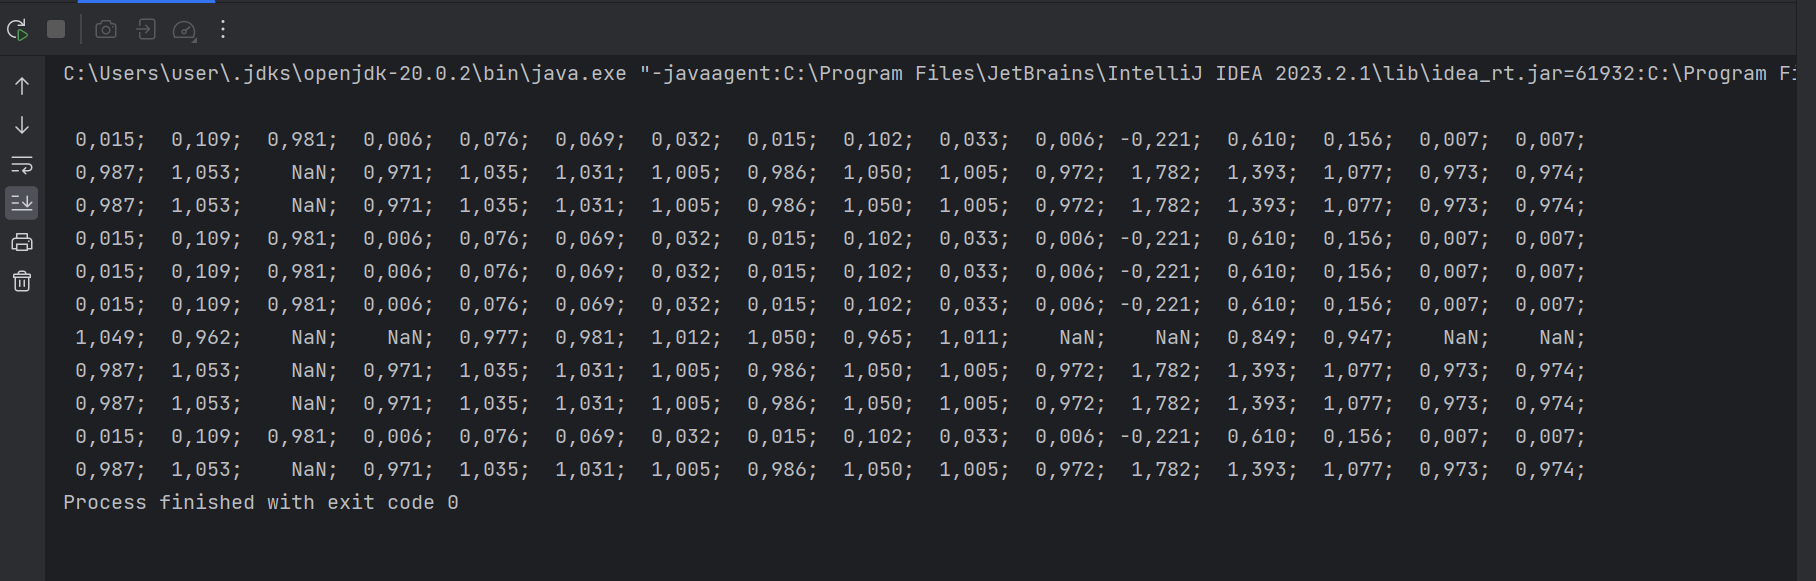 C:\Users\user\.jdks\openjdk-20.0.2\bin\java.exe "-javaagent:C:\Program Files\JetBrains\IntelliJ IDEA 2023.2.1\lib\idea_rt.jar=61932:C:\Program Fi
0,015; 0,109; 0,981; 0,006; 0,076; 0,069; 0,032; 0,015; 0,102; 0,033; 0,006; -0,221; 0,610; 0,156; 0,007; 0,007;
0,987; 1,053; NaN; 0,971; 1,035; 1,031; 1,005; 0,986; 1,050; 1,005; 0,972; 1,782; 1,393; 1,077; 0,973; 0,974;
0,987; 1,053; NaN; 0,971; 1,035; 1,031; 1,005; 0,986; 1,050; 1,005; 0,972; 1,782; 1,393; 1,077; 0,973; 0,974;
0,015; 0,109; 0,981; 0,006; 0,076; 0,069; 0,032; 0,015; 0,102; 0,033; 0,006; -0,221; 0,610; 0,156; 0,007; 0,007;
0,015; 0,109; 0,981; 0,006; 0,076; 0,069; 0,032; 0,015; 0,102; 0,033; 0,006; -0,221; 0,610; 0,156; 0,007; 0,007;
0,015; 0,109; 0,981; 0,006; 0,076; 0,069; 0,032; 0,015; 0,102; 0,033; 0,006; -0,221; 0,610; 0,156; 0,007; 0,007;
1,049; 0,962; NaN; NaN; 0,977; 0,981; 1,012; 1,050; 0,965; 1,011; NaN; NaN; 0,849; 0,947; NaN; NaN;
0,987; 1,053; NaN; 0,971; 1,035; 1,031; 1,005; 0,986; 1,050; 1,005; 0,972; 1,782; 1,393; 1,077; 0,973; 0,974;
0,987; 1,053; NaN; 0,971; 1,035; 1,031; 1,005; 0,986; 1,050; 1,005; 0,972; 1,782; 1,393; 1,077; 0,973; 0,974;
0,015; 0,109; 0,981; 0,006; 0,076; 0,069; 0,032; 0,015; 0,102; 0,033; 0,006; -0,221; 0,610; 0,156; 0,007; 0,007;
0,987; 1,053; NaN; 0,971; 1,035; 1,031; 1,005; 0,986; 1,050; 1,005; 0,972; 1,782; 1,393; 1,077; 0,973; 0,974;
Process finished with exit code 0